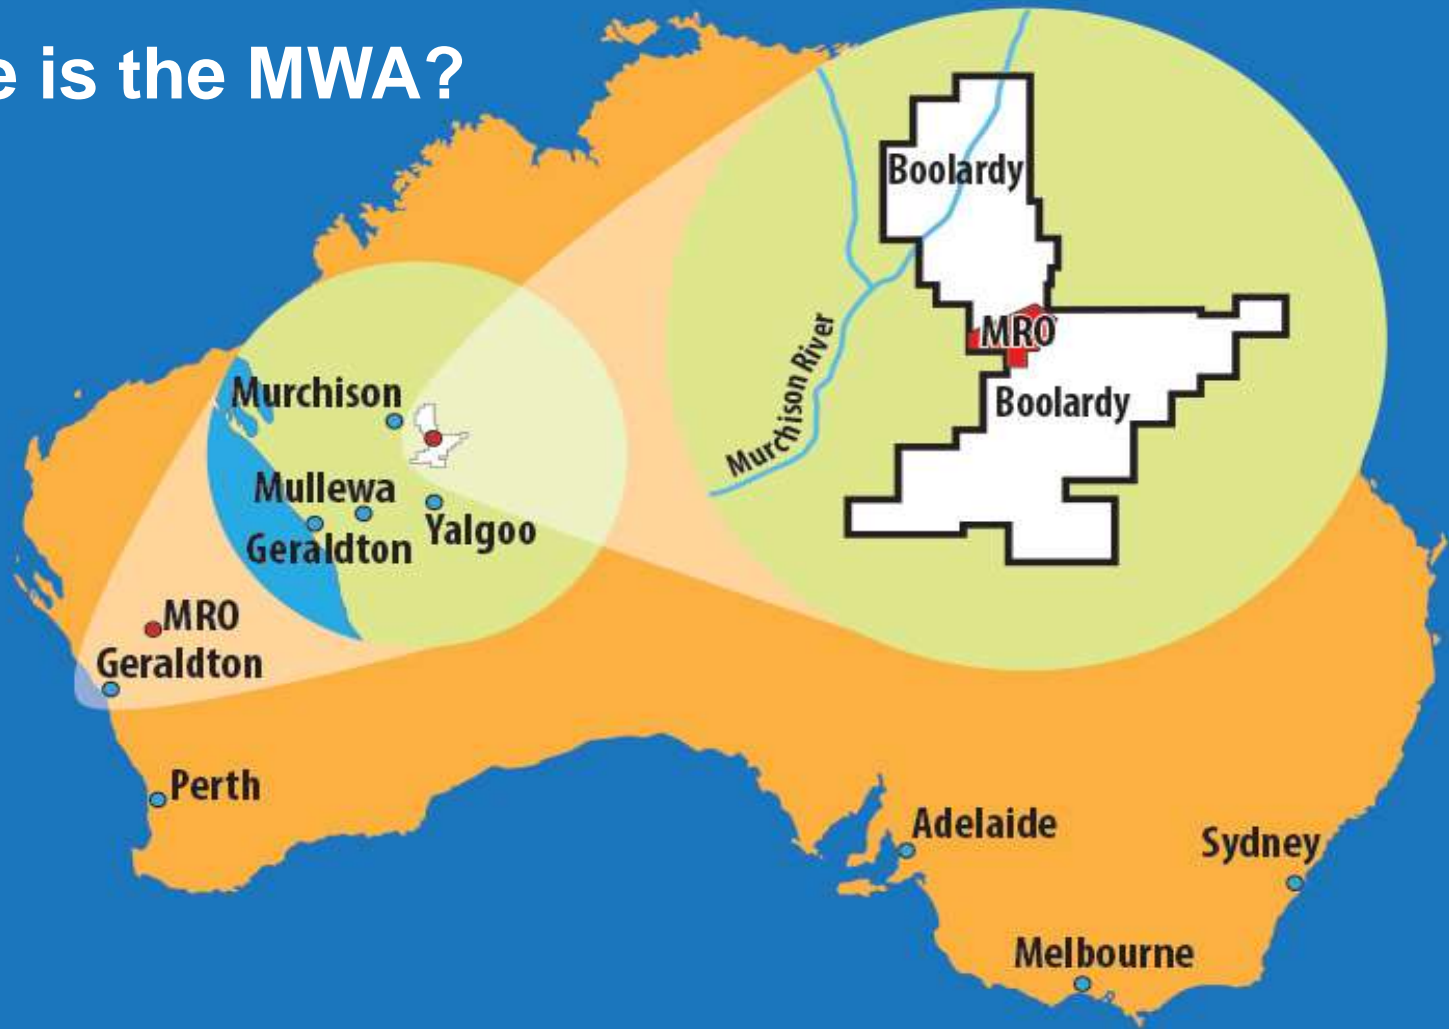 e is the MWA?
Boolardy
MRO
Boolardy
Murchison River
Murchison
Mullewa
Geraldton
Yalgoo
MRO
Geraldton
Perth
Adelaide
Sydney
Melbourne